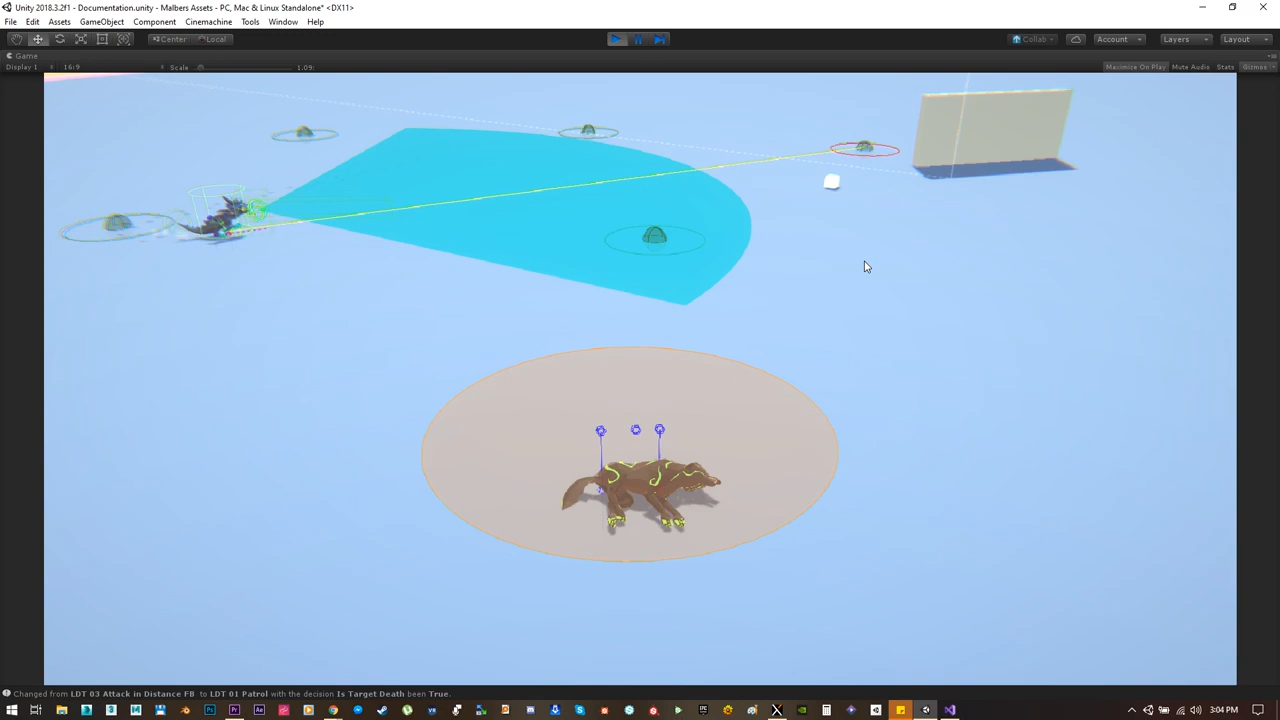 Unity 2018.3.2f1 - Documentation.unity - Malbers Assets - PC, Mac & Linux Standalone* <DX11>
File Edit Assets GameObject Component Cinemachine Tools Window Help
Center Local Collab Account Layers Layout
Game
Display 1 16:9 Scale 1.09: Maximize On Play Mute Audio Stats Gizmos
Changed from LDT 03 Attack in Distance FB to LDT 01 Patrol with the decision Is Target Death been True.
3:04 PM